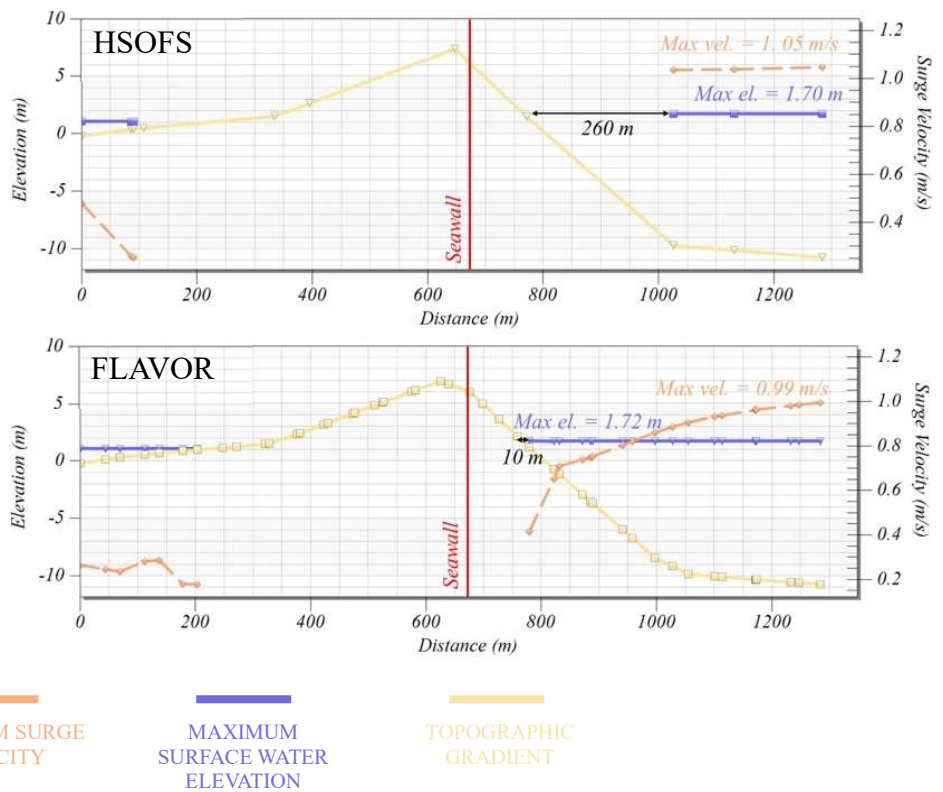 HSOFS
10
5
0
-5
-10
Elevation (m)
Max vel. = 1. 05 m/s
Max el. = 1.70 m
260 m
Seawall
1.2
1.0
0.8
0.6
0.4
Surge Velocity (m/s)
0 200 400 600 800 1000 1200
Distance (m)
FLAVOR
10
5
0
-5
-10
Elevation (m)
Max vel. = 0.99 m/s
Max el. = 1.72 m
10 m
Seawall
1.2
1.0
0.8
0.6
0.4
0.2
Surge Velocity (m/s)
0 200 400 600 800 1000 1200
Distance (m)
M SURGE
CITY
MAXIMUM
SURFACE WATER
ELEVATION
TOPOGRAPHIC
GRADIENT